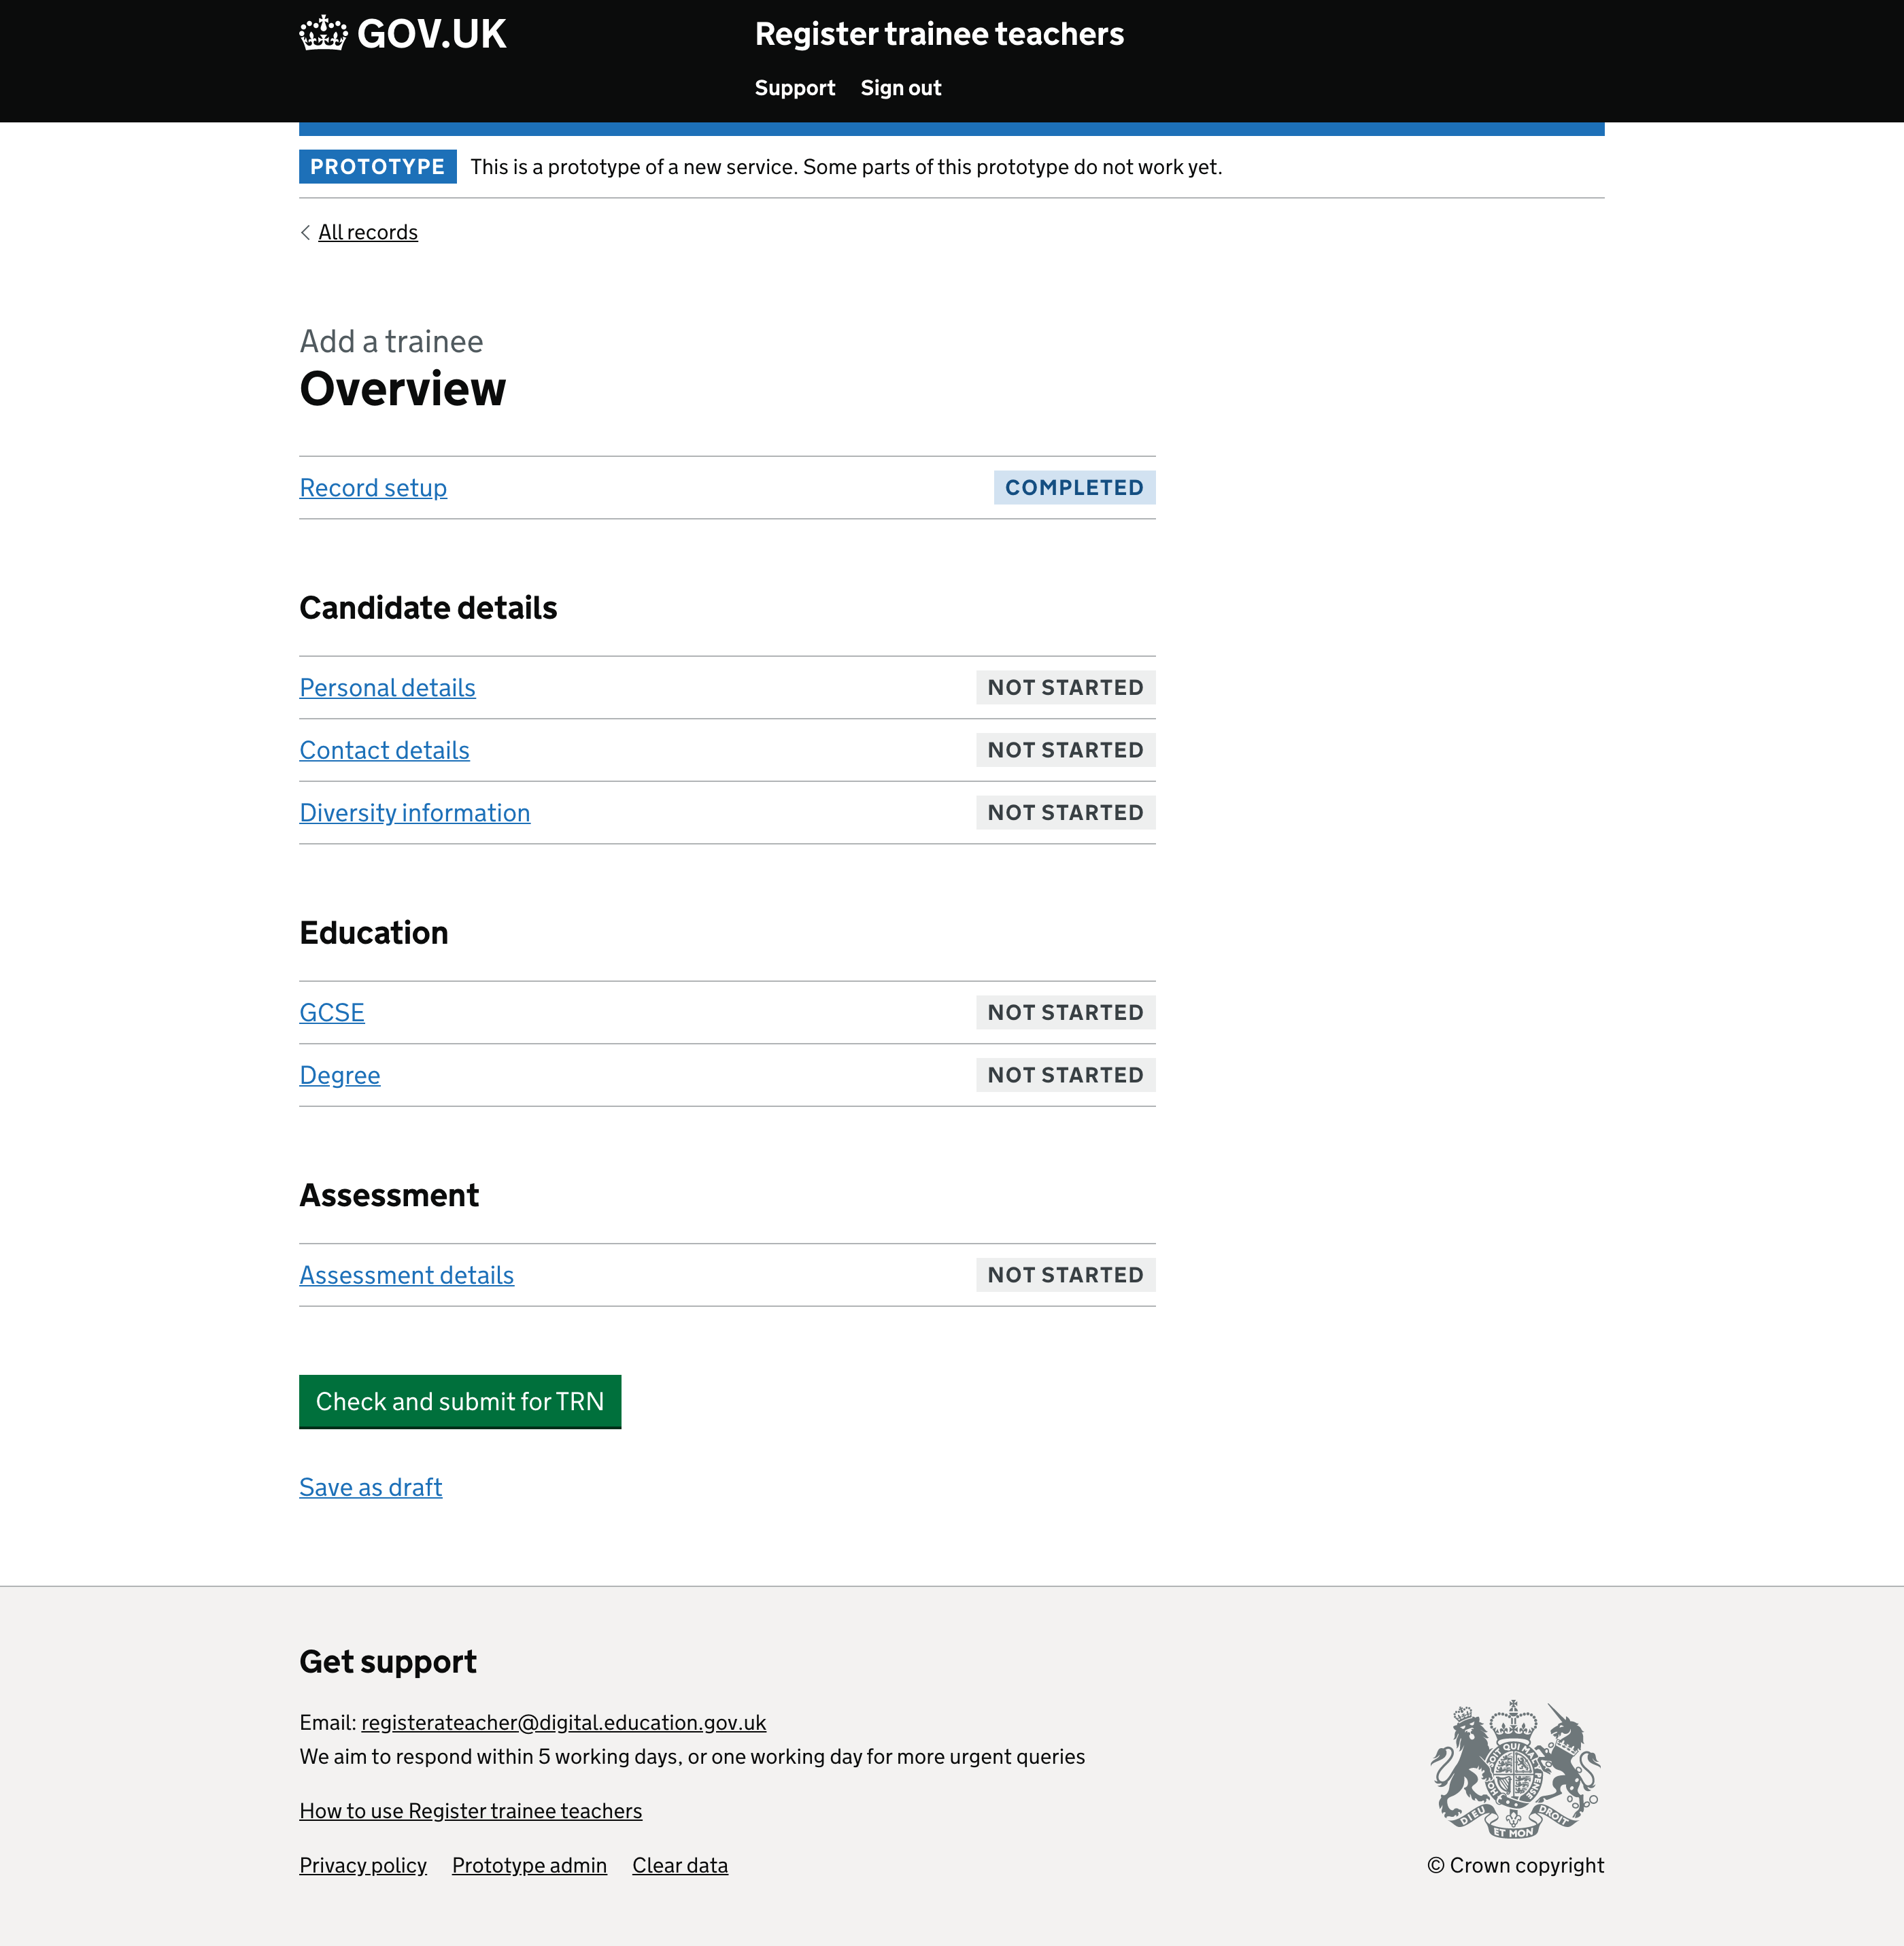 GOV.UK
Register trainee teachers
Support Sign out
PROTOTYPE This is a prototype of a new service. Some parts of this prototype do not work yet.
All records
Add a trainee
Overview
Record setup COMPLETED
Candidate details
Personal details NOT STARTED
Contact details NOT STARTED
Diversity information NOT STARTED
Education
GCSE NOT STARTED
Degree NOT STARTED
Assessment
Assessment details NOT STARTED
Check and submit for TRN
Save as draft
Get support
Email: registerateacher@digital.education.gov.uk
We aim to respond within 5 working days, or one working day for more urgent queries
How to use Register trainee teachers
Privacy policy Prototype admin Clear data
DIEU ET MON DROIT
© Crown copyright